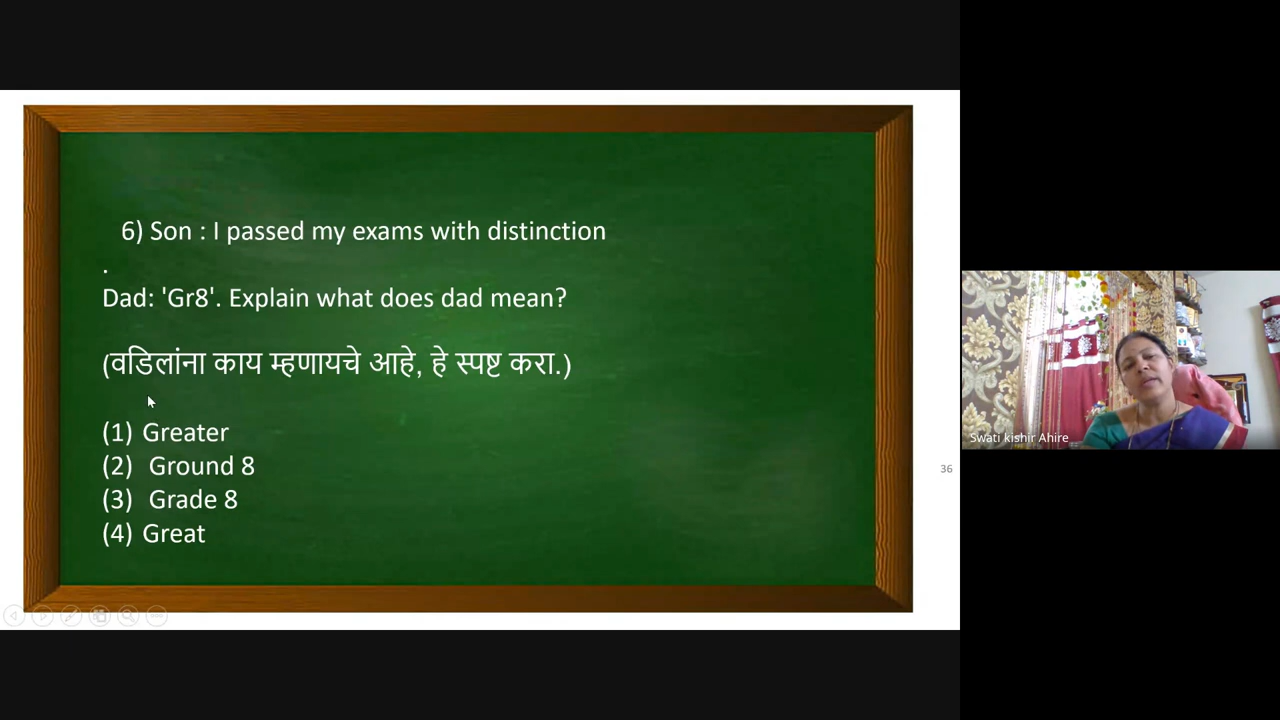 6) Son : I passed my exams with distinction
.
Dad: 'Gr8'. Explain what does dad mean?
(वडिलांना काय म्हणायचे आहे, हे स्पष्ट करा.)
(1) Greater
(2) Ground 8
(3) Grade 8
(4) Great
36
Swati kishir Ahire